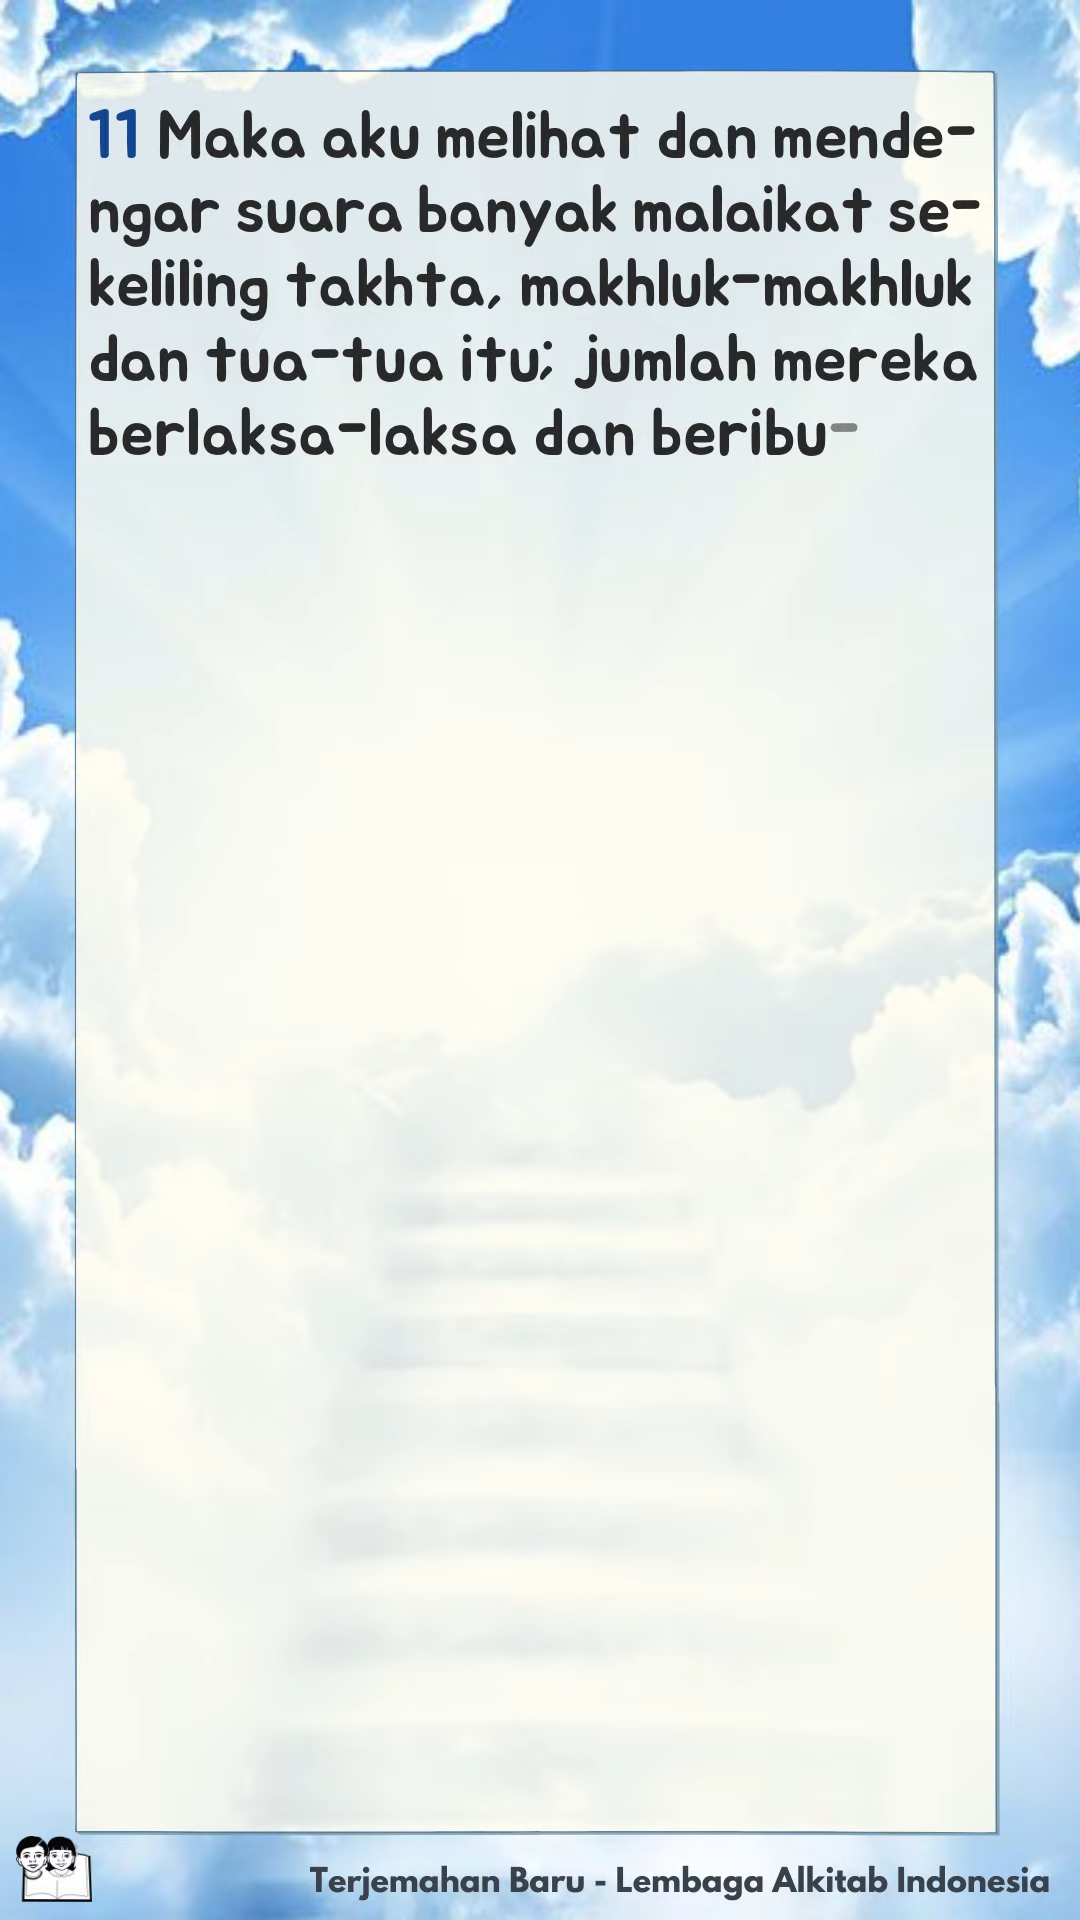 11 Maka aku melihat dan mende-
ngar suara banyak malaikat se-
keliling takhta, makhluk-makhluk
dan tua-tua itu; jumlah mereka
berlaksa-laksa dan beribu-
Terjemahan Baru - Lembaga Alkitab Indonesia